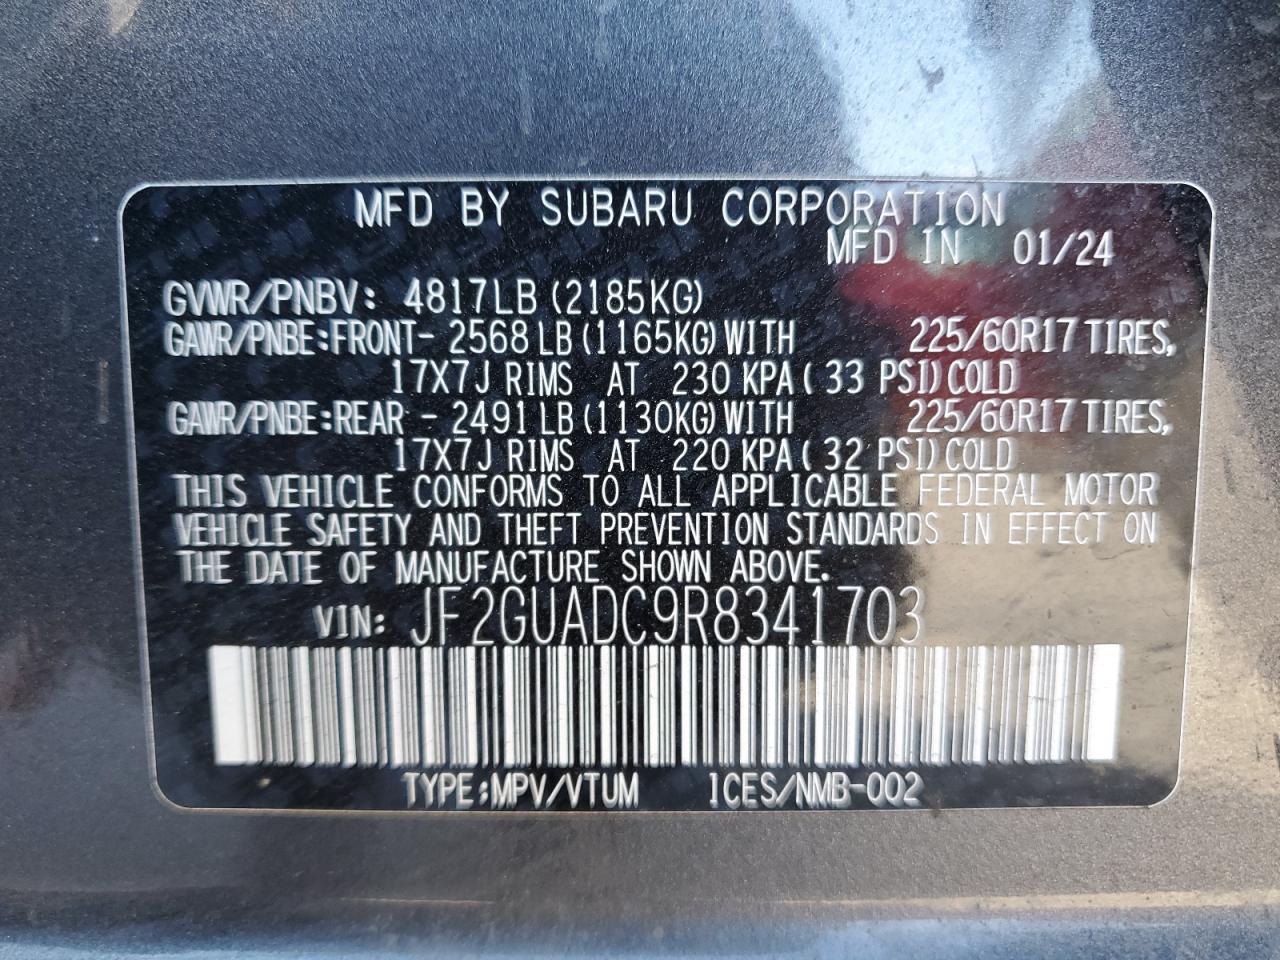 MFD BY SUBARU CORPORATION
MFD IN 01/24
GVWR/PNBV: 4817LB (2185KG)
GAWR/PNBE:FRONT- 2568 LB (1165KG) WITH 225/60R17 TIRES,
17X7J RIMS AT 230 KPA ( 33 PSI) COLD
GAWR/PNBE:REAR - 2491 LB (1130KG) WITH 225/60R17 TIRES,
17X7J RIMS AT 220 KPA ( 32 PSI) COLD
THIS VEHICLE CONFORMS TO ALL APPLICABLE FEDERAL MOTOR
VEHICLE SAFETY AND THEFT PREVENTION STANDARDS IN EFFECT ON
THE DATE OF MANUFACTURE SHOWN ABOVE.
VIN: JF2GUADC9R8341703
TYPE:MPV/VTUM ICES/NMB-002